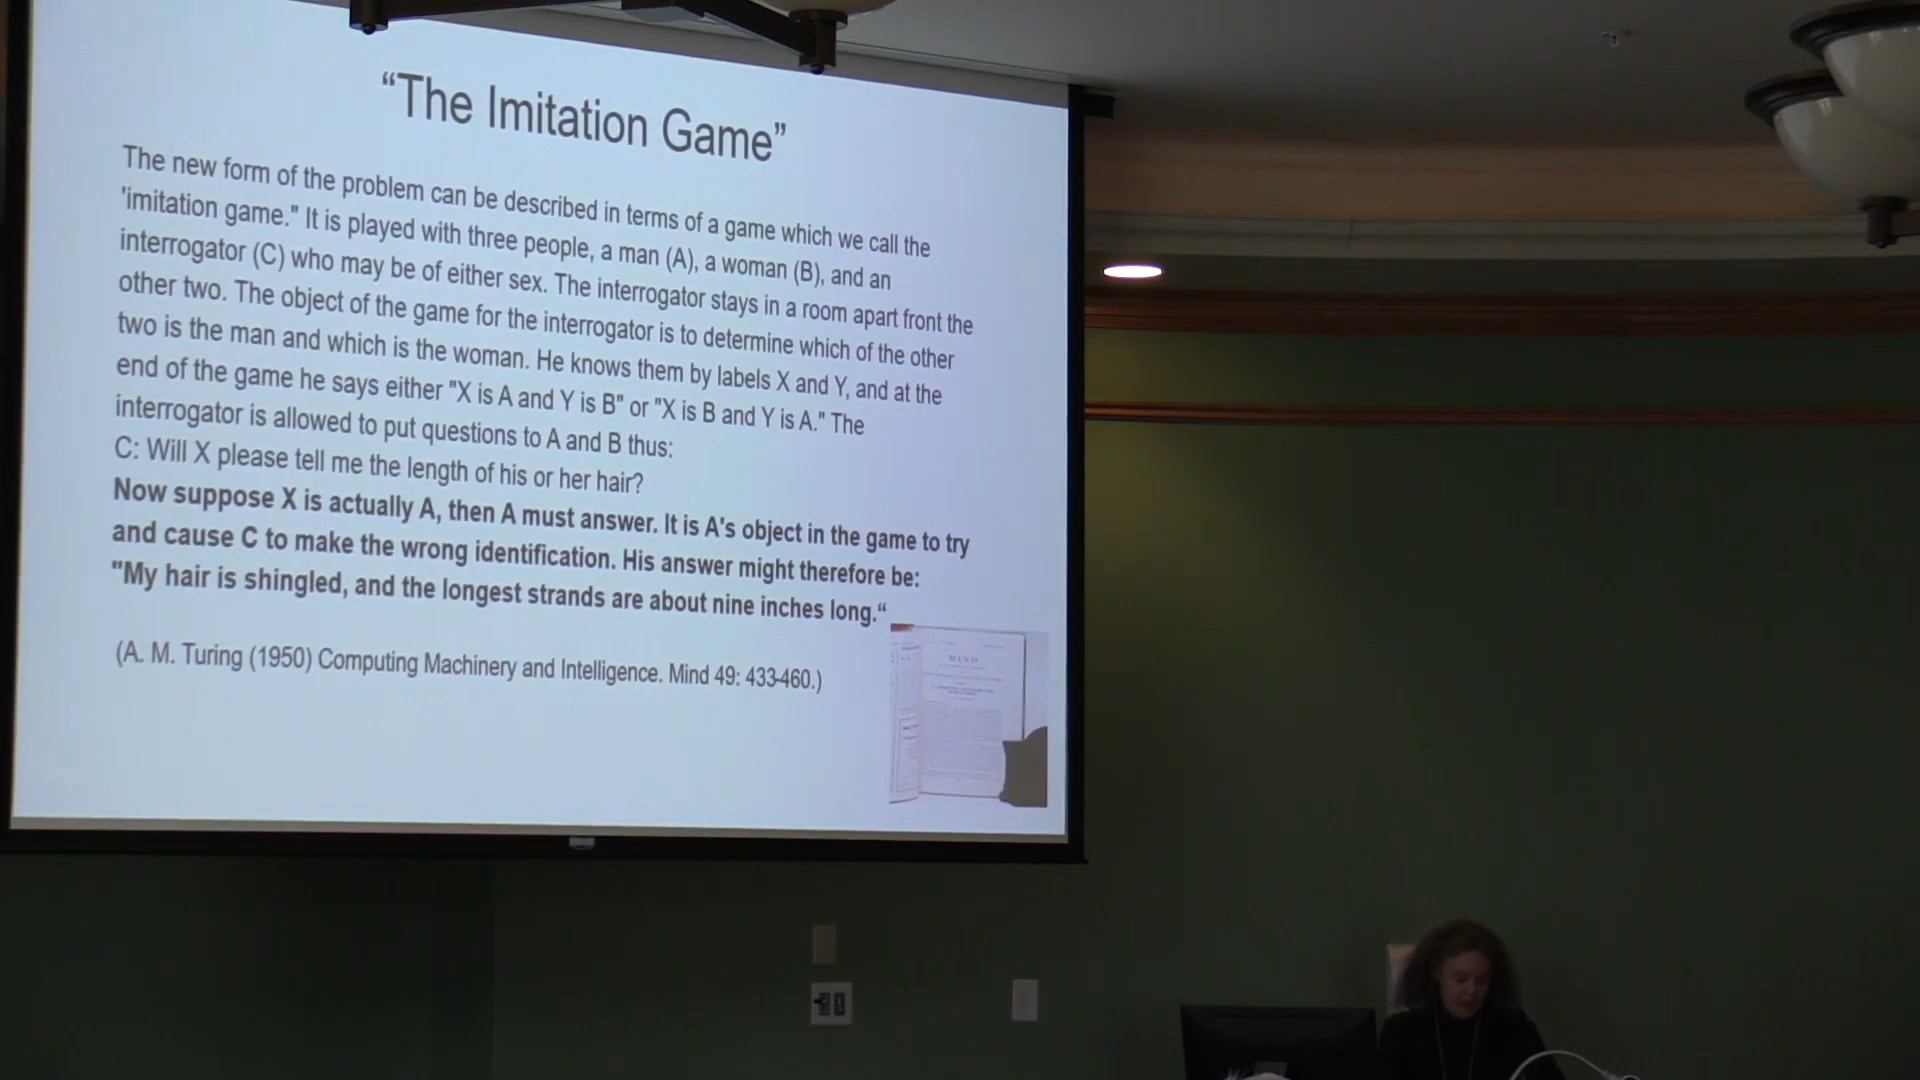 “The Imitation Game”
The new form of the problem can be described in terms of a game which we call the
'imitation game." It is played with three people, a man (A), a woman (B), and an
interrogator (C) who may be of either sex. The interrogator stays in a room apart front the
other two. The object of the game for the interrogator is to determine which of the other
two is the man and which is the woman. He knows them by labels X and Y, and at the
end of the game he says either "X is A and Y is B" or "X is B and Y is A." The
interrogator is allowed to put questions to A and B thus:
C: Will X please tell me the length of his or her hair?
Now suppose X is actually A, then A must answer. It is A's object in the game to try
and cause C to make the wrong identification. His answer might therefore be:
"My hair is shingled, and the longest strands are about nine inches long.“
(A. M. Turing (1950) Computing Machinery and Intelligence. Mind 49: 433-460.)
MIND